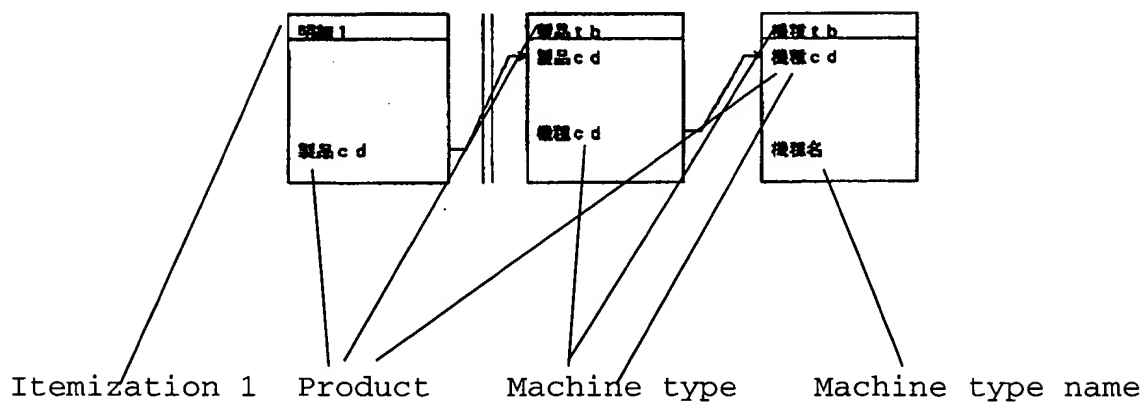 明細1
製品cd
製品tb
製品cd
機種cd
機種tb
機種cd
機種名
Itemization 1 Product Machine type Machine type name